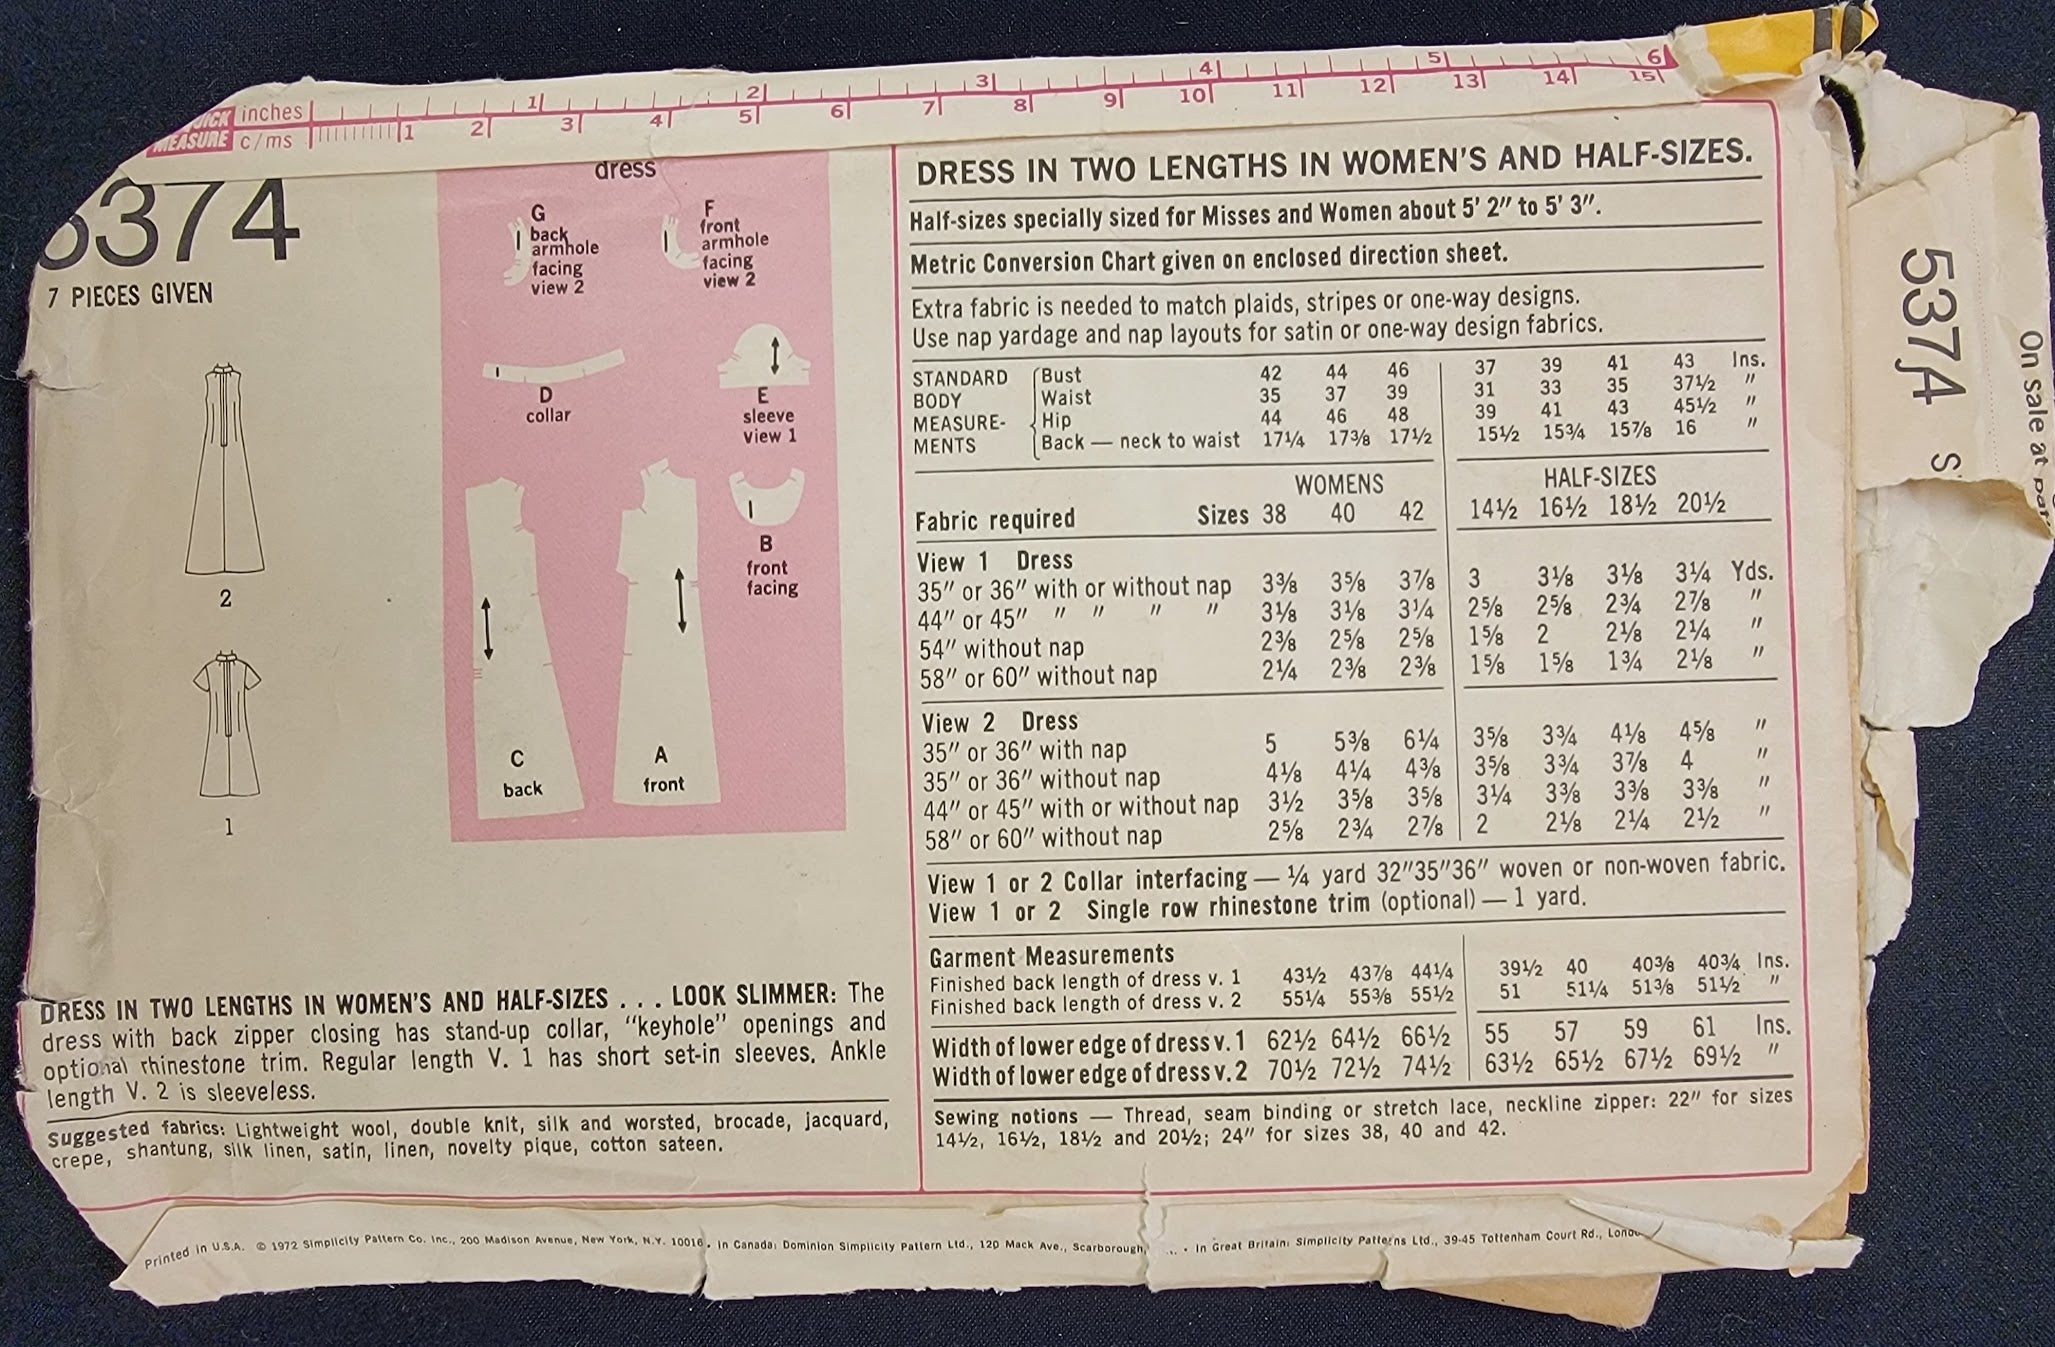 QUICK inches 1 2 3 4 5 6
MEASURE c/ms 1 2 3 4 5 6 7 8 9 10 11 12 13 14 15
5374
7 PIECES GIVEN
2
1
dress
G
back
armhole
facing
view 2
F
front
armhole
facing
view 2
D
collar
E
sleeve
view 1
B
front
facing
C
back
A
front
DRESS IN TWO LENGTHS IN WOMEN'S AND HALF-SIZES . . . LOOK SLIMMER: The
dress with back zipper closing has stand-up collar, "keyhole" openings and
optional rhinestone trim. Regular length V. 1 has short set-in sleeves. Ankle
length V. 2 is sleeveless.
Suggested fabrics: Lightweight wool, double knit, silk and worsted, brocade, jacquard,
crepe, shantung, silk linen, satin, linen, novelty pique, cotton sateen.
DRESS IN TWO LENGTHS IN WOMEN'S AND HALF-SIZES.
Half-sizes specially sized for Misses and Women about 5' 2" to 5' 3".
Metric Conversion Chart given on enclosed direction sheet.
Extra fabric is needed to match plaids, stripes or one-way designs.
Use nap yardage and nap layouts for satin or one-way design fabrics.
STANDARD Bust 42 44 46 37 39 41 43 Ins.
BODY Waist 35 37 39 31 33 35 37½ "
MEASURE- Hip 44 46 48 39 41 43 45½ "
MENTS Back — neck to waist 17¼ 17⅜ 17½ 15½ 15¾ 15⅞ 16 "
WOMENS HALF-SIZES
Fabric required Sizes 38 40 42 14½ 16½ 18½ 20½
View 1 Dress
35" or 36" with or without nap 3⅜ 3⅝ 3⅞ 3 3⅛ 3⅛ 3¼ Yds.
44" or 45" " " " " 3⅛ 3⅛ 3¼ 2⅝ 2⅝ 2¾ 2⅞ "
54" without nap 2⅜ 2⅝ 2⅝ 1⅝ 2 2⅛ 2¼ "
58" or 60" without nap 2¼ 2⅜ 2⅜ 1⅝ 1⅝ 1¾ 2⅛ "
View 2 Dress
35" or 36" with nap 5 5⅜ 6¼ 3⅝ 3¾ 4⅛ 4⅝ "
35" or 36" without nap 4⅛ 4¼ 4⅜ 3⅝ 3¾ 3⅞ 4 "
44" or 45" with or without nap 3½ 3⅝ 3⅝ 3¼ 3⅜ 3⅜ 3⅜ "
58" or 60" without nap 2⅝ 2¾ 2⅞ 2 2⅛ 2¼ 2½ "
View 1 or 2 Collar interfacing — ¼ yard 32"35"36" woven or non-woven fabric.
View 1 or 2 Single row rhinestone trim (optional) — 1 yard.
Garment Measurements
Finished back length of dress v. 1 43½ 43⅞ 44¼ 39½ 40 40⅜ 40¾ Ins.
Finished back length of dress v. 2 55¼ 55⅜ 55½ 51 51¼ 51⅜ 51½ "
Width of lower edge of dress v. 1 62½ 64½ 66½ 55 57 59 61 Ins.
Width of lower edge of dress v. 2 70½ 72½ 74½ 63½ 65½ 67½ 69½ "
Sewing notions — Thread, seam binding or stretch lace, neckline zipper: 22" for sizes
14½, 16½, 18½ and 20½; 24" for sizes 38, 40 and 42.
Printed in U.S.A. © 1972 Simplicity Pattern Co. Inc., 200 Madison Avenue, New York, N.Y. 10016. In Canada: Dominion Simplicity Pattern Ltd., 120 Mack Ave., Scarborough, • In Great Britain: Simplicity Patterns Ltd., 39-45 Tottenham Court Rd.,
5374 S
On Sale at